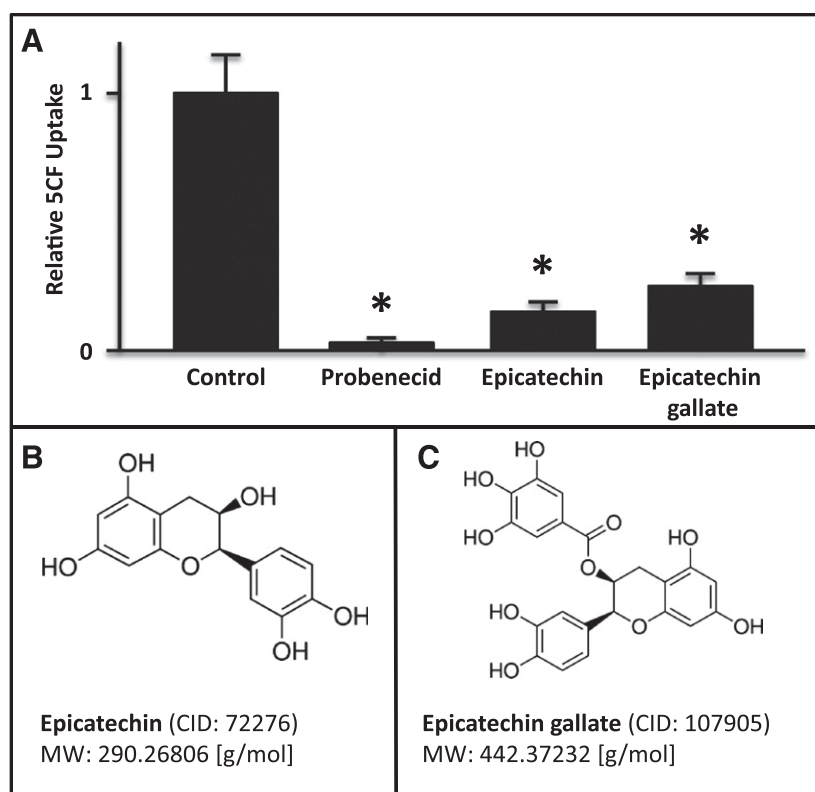 A
Relative 5CF Uptake
1
0
*
*
*
Control
Probenecid
Epicatechin
Epicatechin
gallate
B
OH
OH
HO
O
OH
OH
Epicatechin (CID: 72276)
MW: 290.26806 [g/mol]
C
HO
HO
HO
O
O
HO
HO
HO
O
OH
Epicatechin gallate (CID: 107905)
MW: 442.37232 [g/mol]